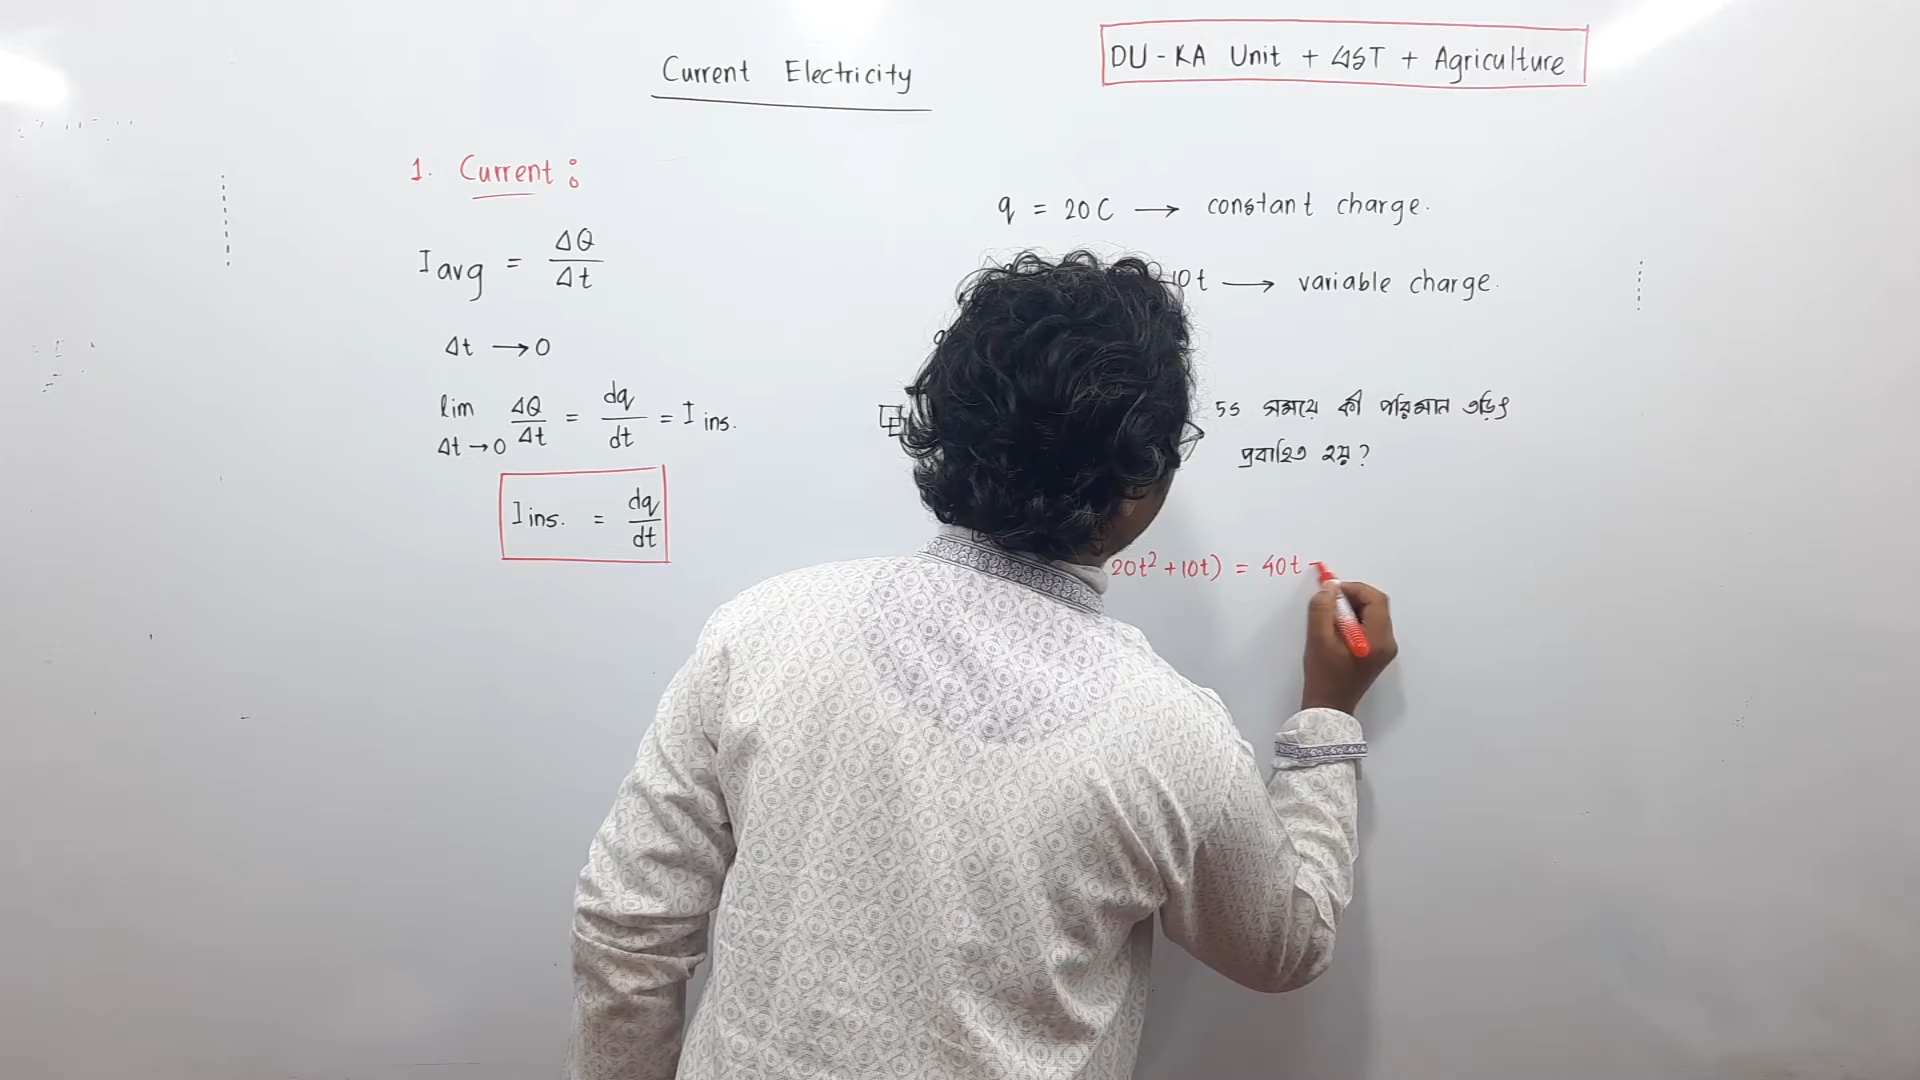 Current Electricity
DU - KA Unit + GST + Agriculture
1. Current :
I avg = ΔQ / Δt
Δt → 0
lim Δt → 0 ΔQ / Δt = dq / dt = I ins.
I ins. = dq / dt
q = 20 C → constant charge.
10t → variable charge.
5s সময়ে কী পরিমান তড়িৎ
প্রবাহিত হয় ?
20t² + 10t) = 40t